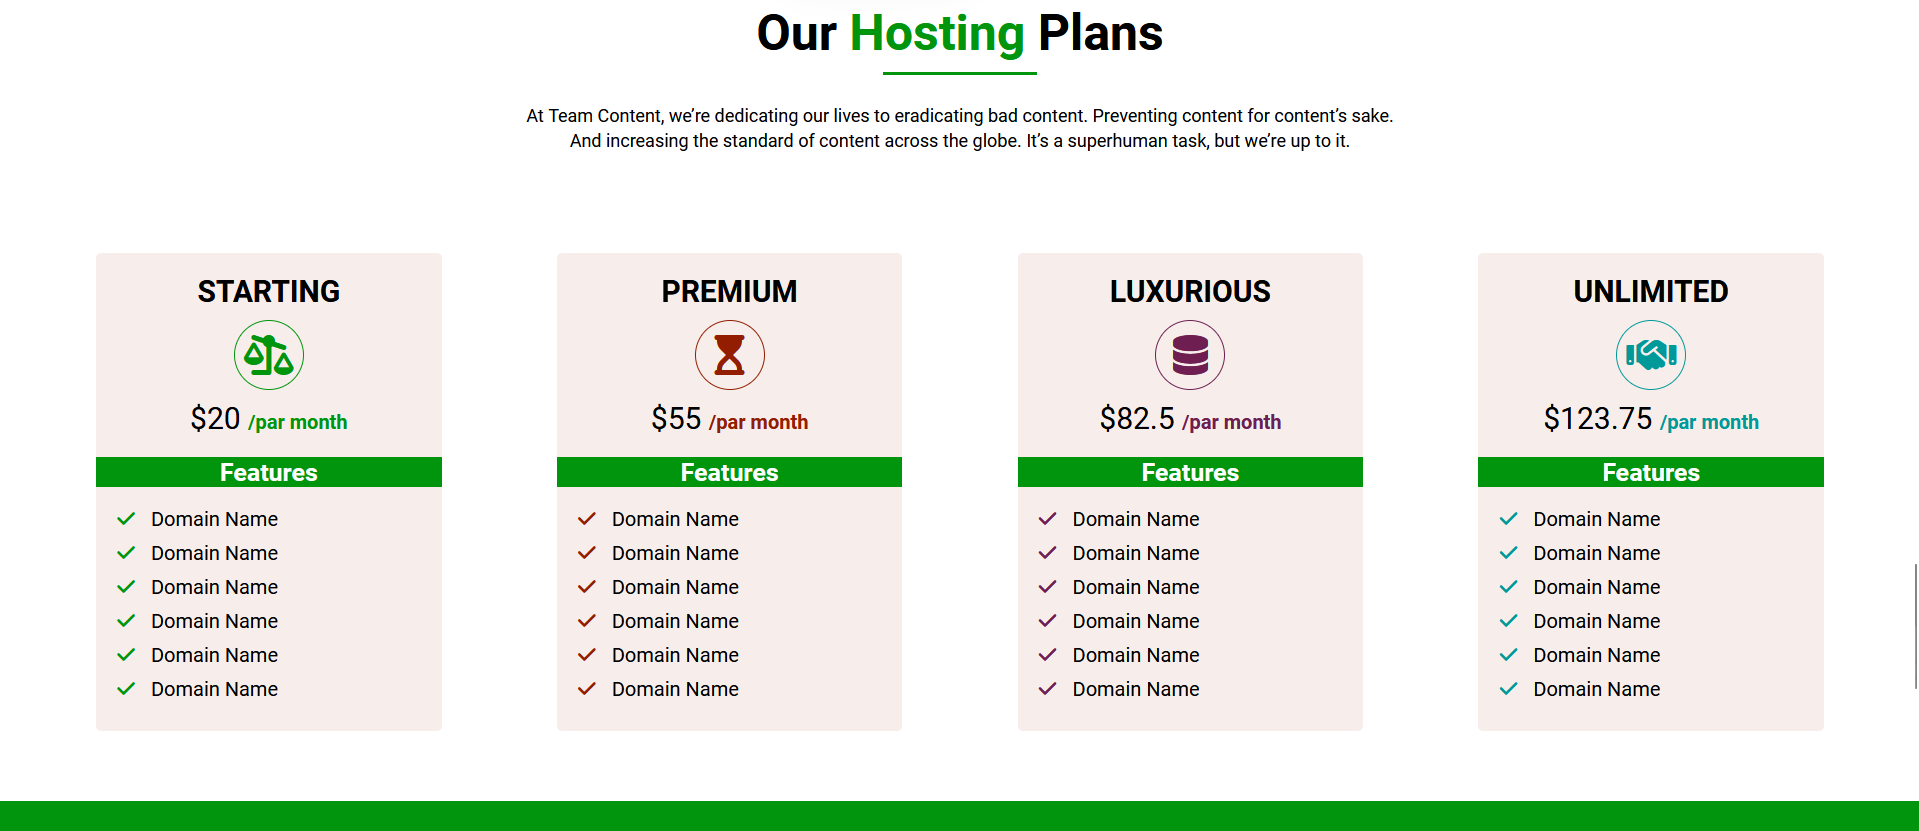 Our Hosting Plans
At Team Content, we’re dedicating our lives to eradicating bad content. Preventing content for content’s sake.
And increasing the standard of content across the globe. It’s a superhuman task, but we’re up to it.
STARTING
$20 /par month
Features
Domain Name
Domain Name
Domain Name
Domain Name
Domain Name
Domain Name
PREMIUM
$55 /par month
Features
Domain Name
Domain Name
Domain Name
Domain Name
Domain Name
Domain Name
LUXURIOUS
$82.5 /par month
Features
Domain Name
Domain Name
Domain Name
Domain Name
Domain Name
Domain Name
UNLIMITED
$123.75 /par month
Features
Domain Name
Domain Name
Domain Name
Domain Name
Domain Name
Domain Name